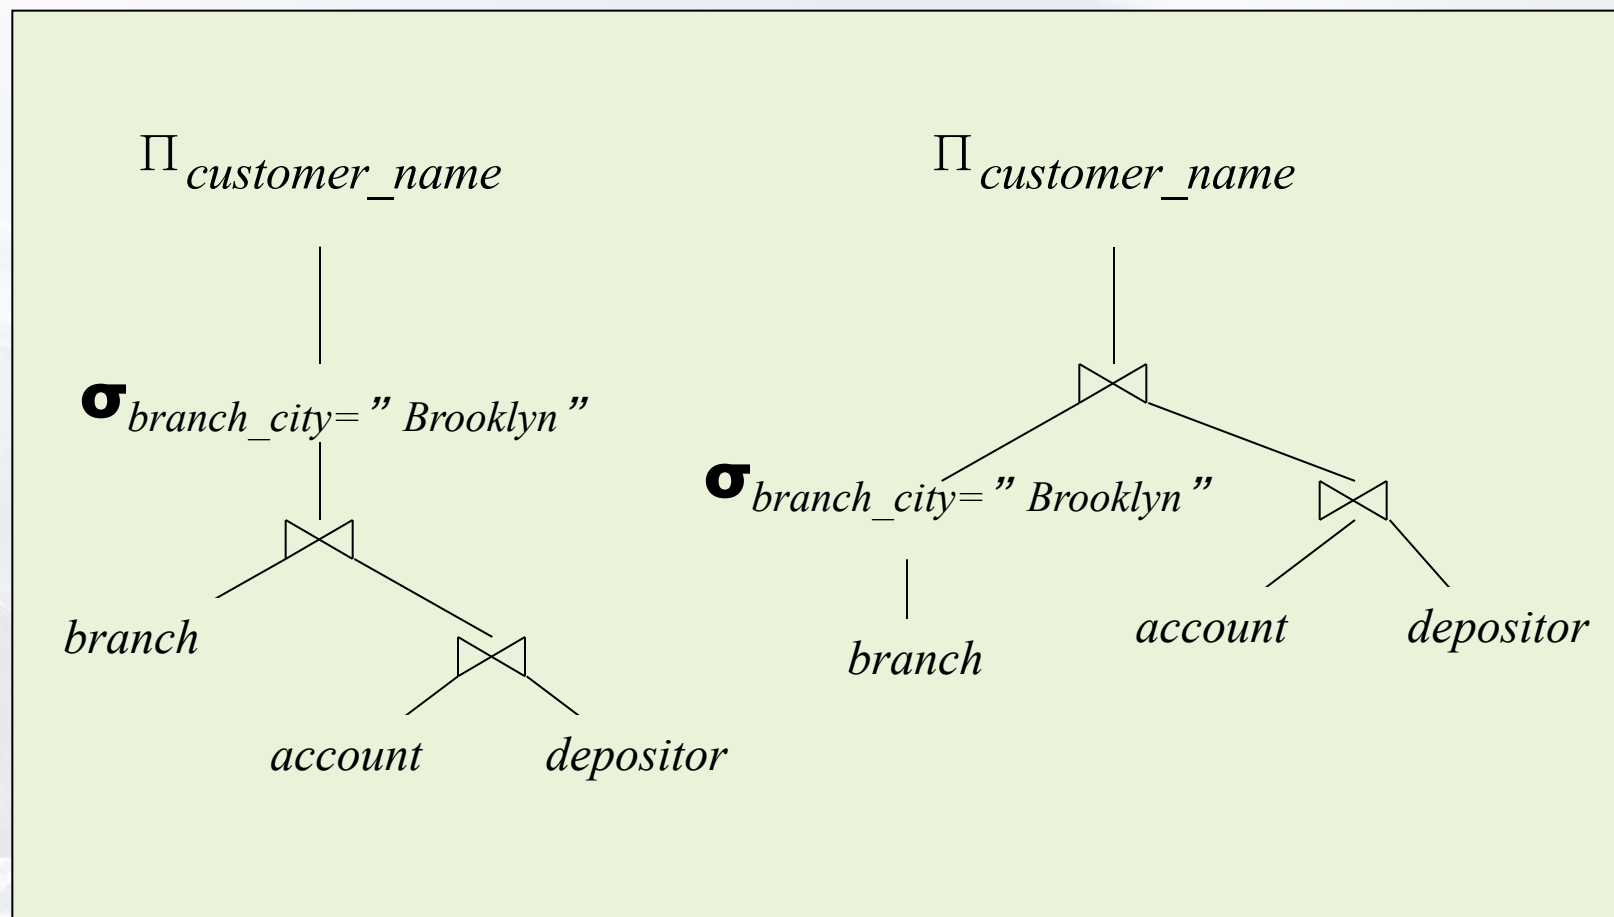 Π customer_name
σ branch_city=” Brooklyn”
branch
account depositor
Π customer_name
σ branch_city=” Brooklyn”
branch
account depositor